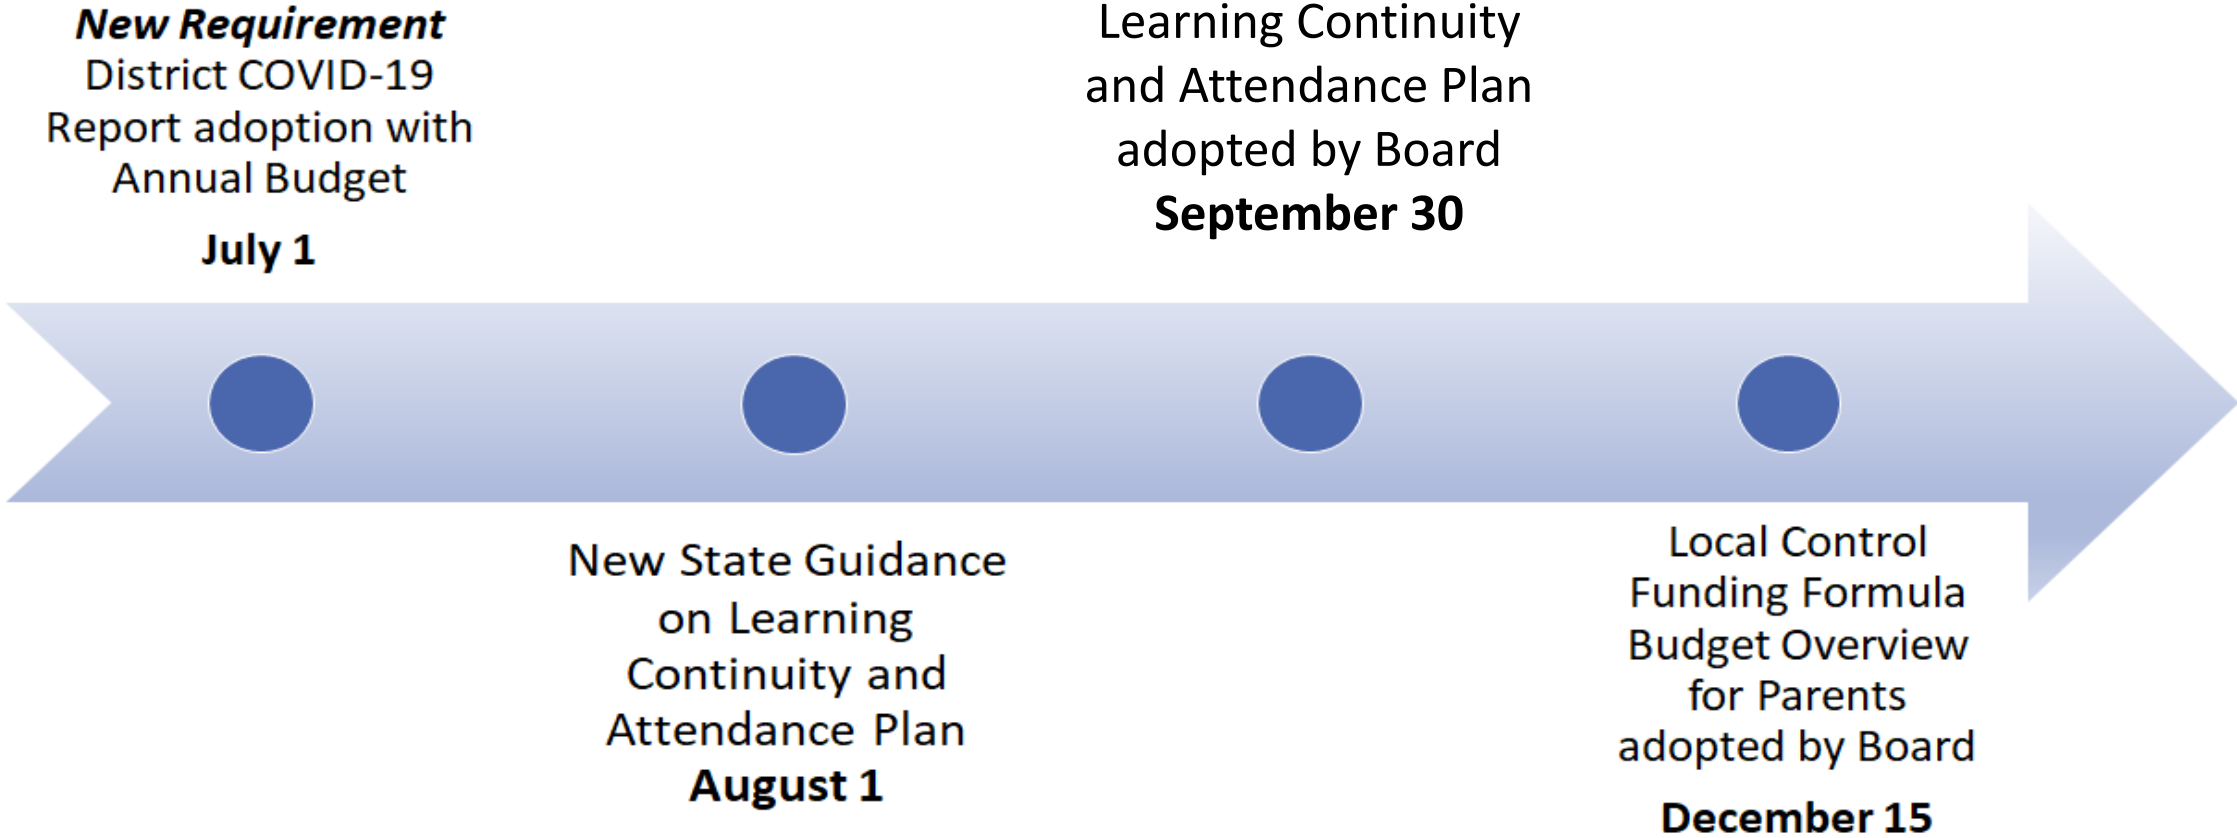 New Requirement
District COVID-19
Report adoption with
Annual Budget
July 1
New State Guidance
on Learning
Continuity and
Attendance Plan
August 1
Learning Continuity
and Attendance Plan
adopted by Board
September 30
Local Control
Funding Formula
Budget Overview
for Parents
adopted by Board
December 15